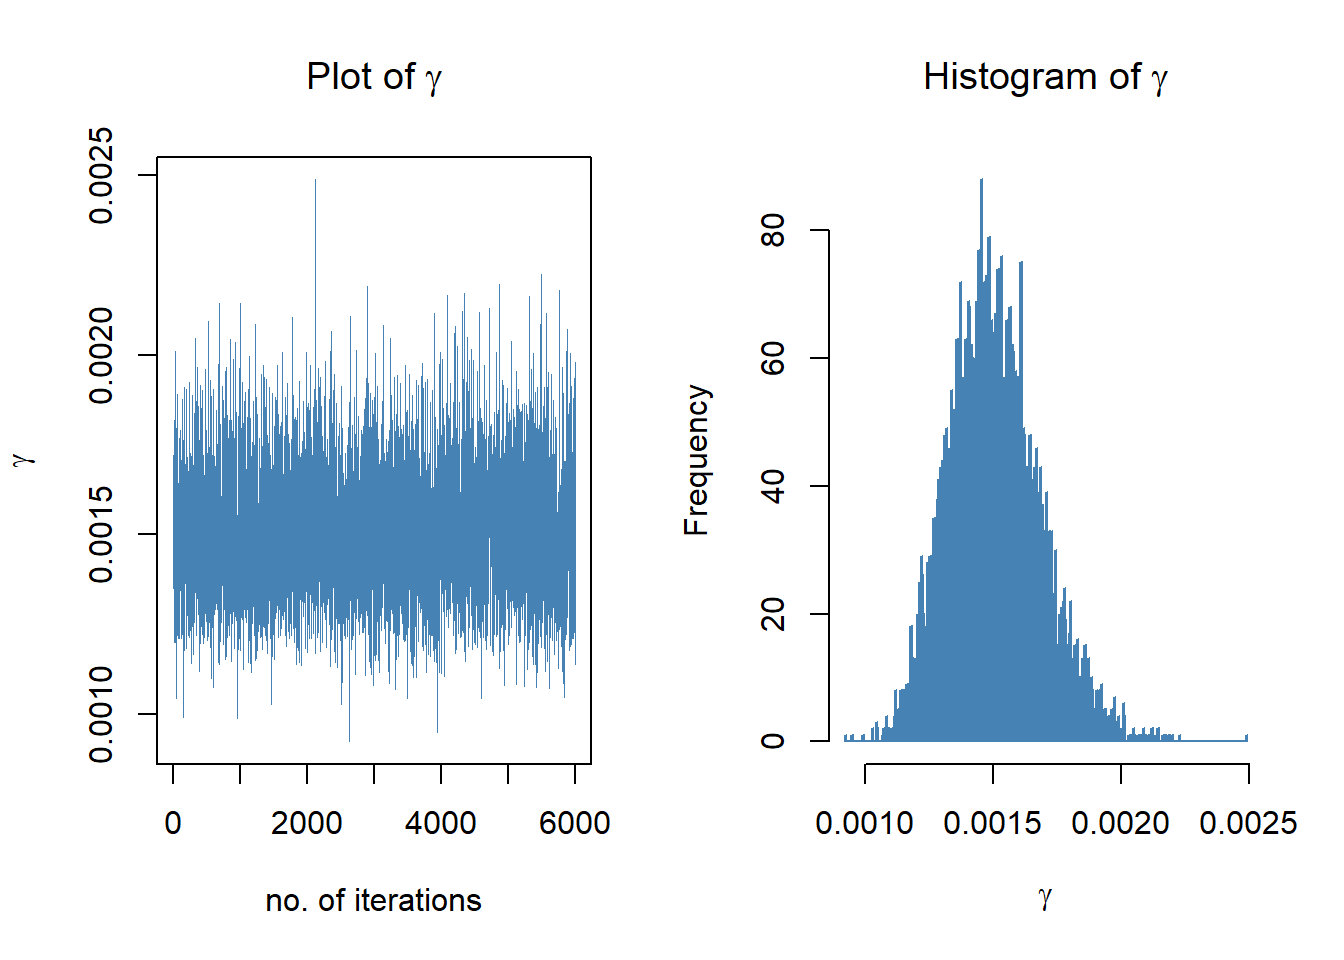 Plot of γ
0.0025
0.0020
0.0015
0.0010
γ
0 2000 4000 6000
no. of iterations
Histogram of γ
80
60
40
20
0
Frequency
0.0010 0.0015 0.0020 0.0025
γ